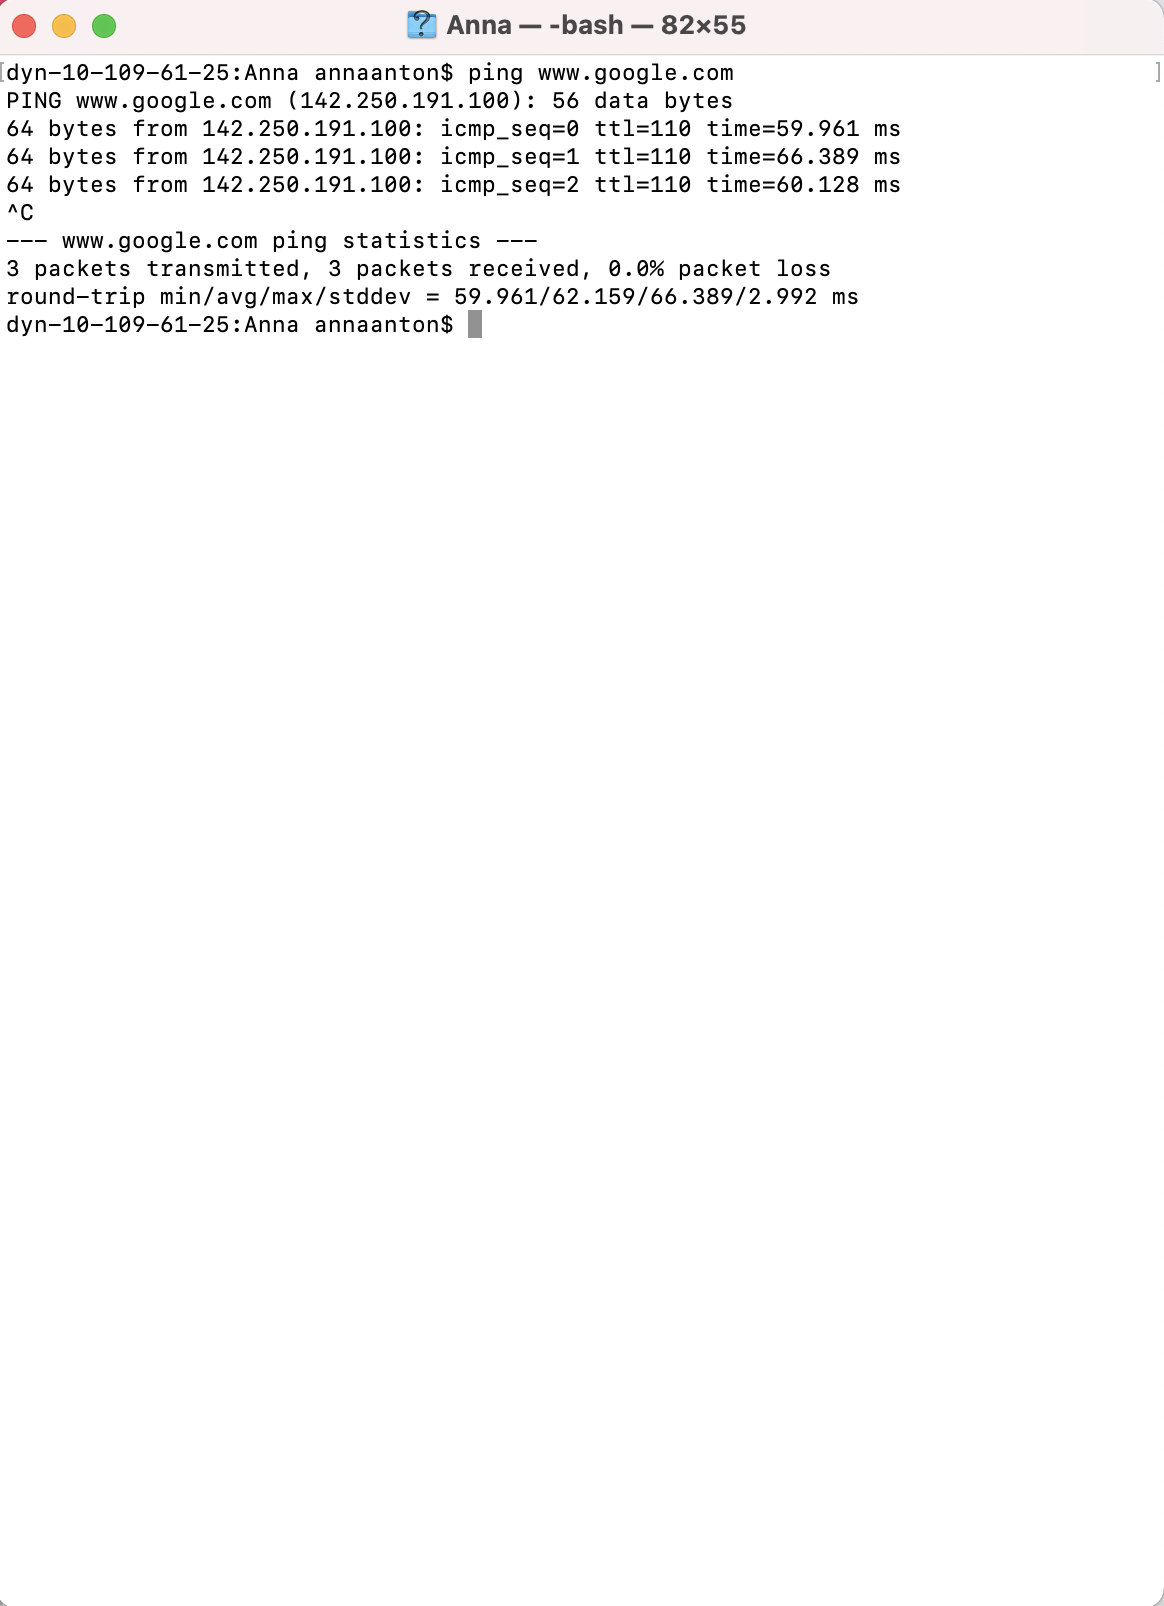 Anna — -bash — 82×55
dyn-10-109-61-25:Anna annaanton$ ping www.google.com
PING www.google.com (142.250.191.100): 56 data bytes
64 bytes from 142.250.191.100: icmp_seq=0 ttl=110 time=59.961 ms
64 bytes from 142.250.191.100: icmp_seq=1 ttl=110 time=66.389 ms
64 bytes from 142.250.191.100: icmp_seq=2 ttl=110 time=60.128 ms
^C
--- www.google.com ping statistics ---
3 packets transmitted, 3 packets received, 0.0% packet loss
round-trip min/avg/max/stddev = 59.961/62.159/66.389/2.992 ms
dyn-10-109-61-25:Anna annaanton$